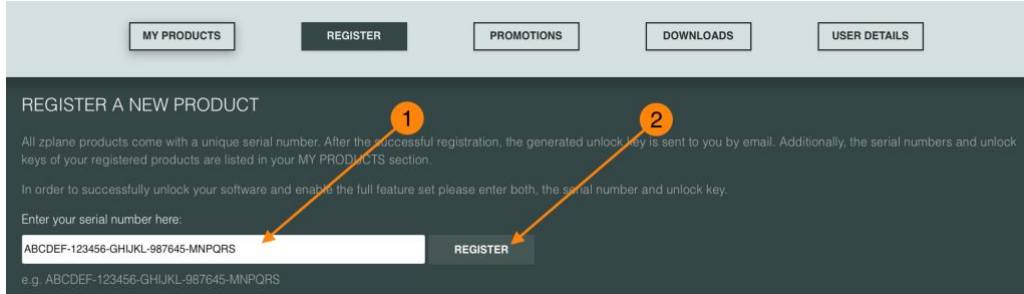 MY PRODUCTS REGISTER PROMOTIONS DOWNLOADS USER DETAILS
REGISTER A NEW PRODUCT
1 2
All zplane products come with a unique serial number. After the successful registration, the generated unlock key is sent to you by email. Additionally, the serial numbers and unlock
keys of your registered products are listed in your MY PRODUCTS section.
In order to successfully unlock your software and enable the full feature set please enter both, the serial number and unlock key.
Enter your serial number here:
ABCDEF-123456-GHIJKL-987645-MNPQRS REGISTER
e.g. ABCDEF-123456-GHIJKL-987645-MNPQRS